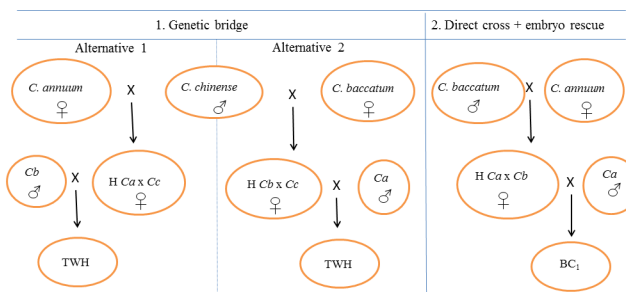 1. Genetic bridge
2. Direct cross + embryo rescue
Alternative 1
Alternative 2
C. annuum
♀
X
C. chinense
♂
X
C. baccatum
♀
C. baccatum
♂
X
C. annuum
♀
Cb
♂
X
H Ca x Cc
♀
H Cb x Cc
♀
X
Ca
♂
H Ca x Cb
♀
X
Ca
♂
TWH
TWH
BC₁